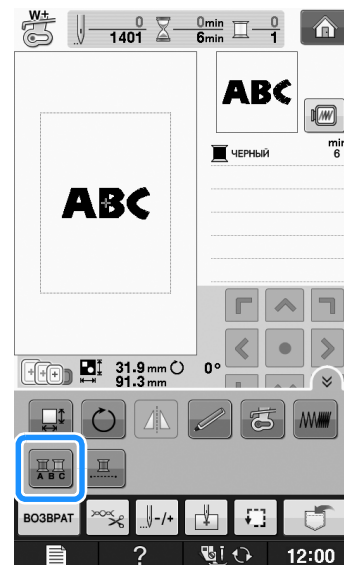 W+ 0 0min 0
1401 6min 1
ABC
min
ЧЕРНЫЙ 6
ABC
31.9 mm 0°
91.3 mm
A B C
ВОЗВРАТ -/+
? 12:00